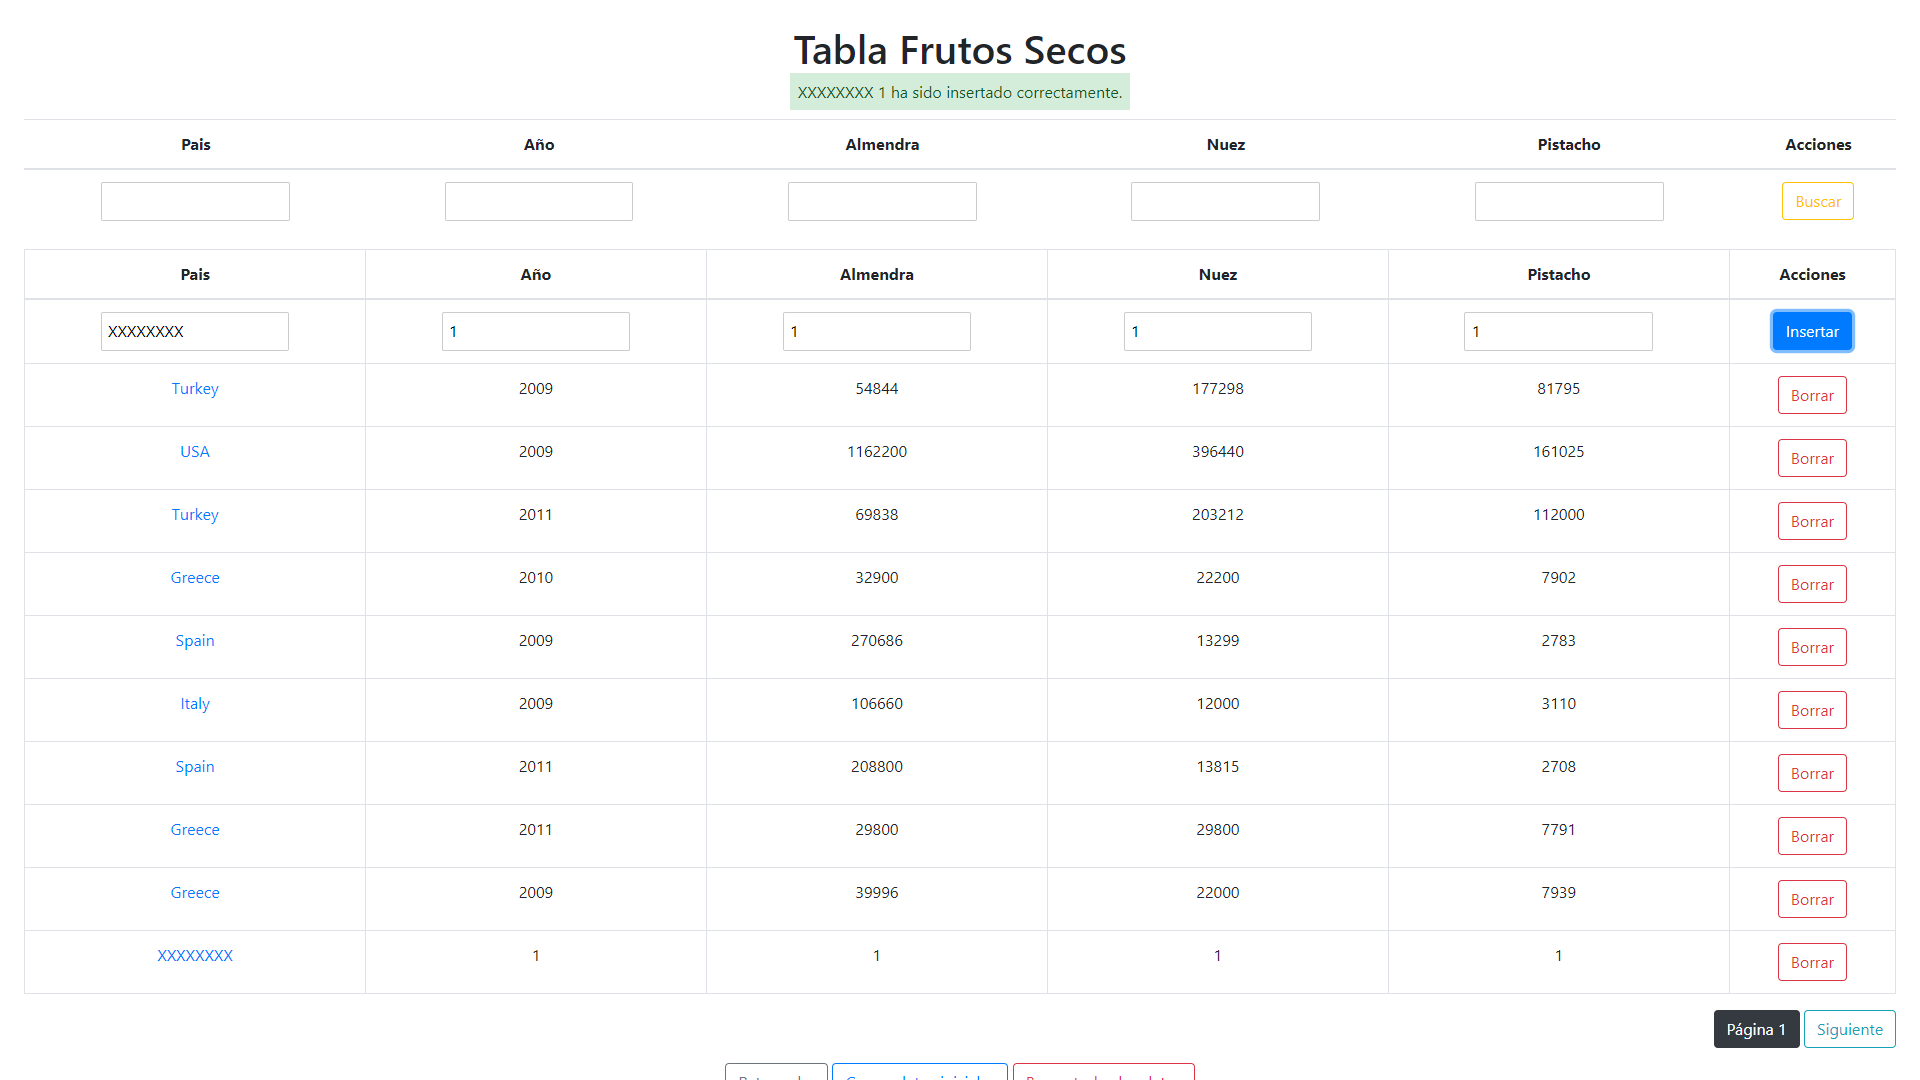 Tabla Frutos Secos
XXXXXXXX 1 ha sido insertado correctamente.
Pais Año Almendra Nuez Pistacho Acciones
Buscar
Pais Año Almendra Nuez Pistacho Acciones
XXXXXXXX 1 1 1 1 Insertar
Turkey 2009 54844 177298 81795 Borrar
USA 2009 1162200 396440 161025 Borrar
Turkey 2011 69838 203212 112000 Borrar
Greece 2010 32900 22200 7902 Borrar
Spain 2009 270686 13299 2783 Borrar
Italy 2009 106660 12000 3110 Borrar
Spain 2011 208800 13815 2708 Borrar
Greece 2011 29800 29800 7791 Borrar
Greece 2009 39996 22000 7939 Borrar
XXXXXXXX 1 1 1 1 Borrar
Página 1 Siguiente